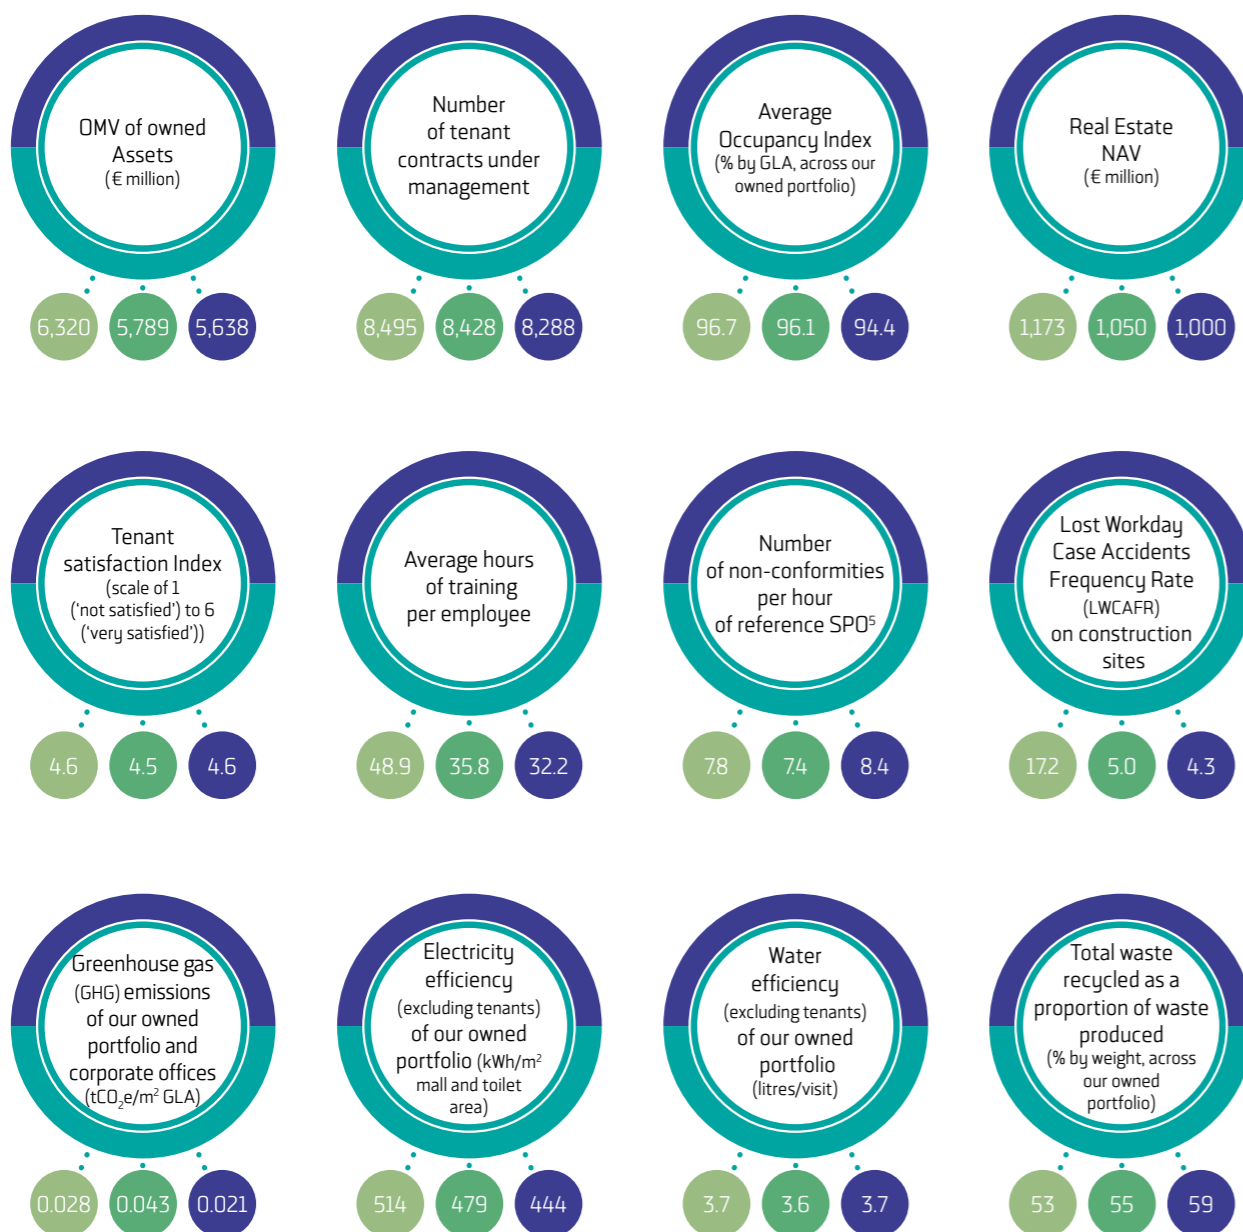 OMV of owned
Assets
(€ million)
6,320 5,789 5,638
Number
of tenant
contracts under
management
8,495 8,428 8,288
Average
Occupancy Index
(% by GLA, across our
owned portfolio)
96.7 96.1 94.4
Real Estate
NAV
(€ million)
1,173 1,050 1,000
Tenant
satisfaction Index
(scale of 1
(‘not satisfied’) to 6
(‘very satisfied’))
4.6 4.5 4.6
Average hours
of training
per employee
48.9 35.8 32.2
Number
of non-conformities
per hour
of reference SPO⁵
7.8 7.4 8.4
Lost Workday
Case Accidents
Frequency Rate
(LWCAFR)
on construction
sites
17.2 5.0 4.3
Greenhouse gas
(GHG) emissions
of our owned
portfolio and
corporate offices
(tCO₂e/m² GLA)
0.028 0.043 0.021
Electricity
efficiency
(excluding tenants)
of our owned
portfolio (kWh/m²
mall and toilet
area)
514 479 444
Water
efficiency
(excluding tenants)
of our owned
portfolio
(litres/visit)
3.7 3.6 3.7
Total waste
recycled as a
proportion of waste
produced
(% by weight, across
our owned
portfolio)
53 55 59